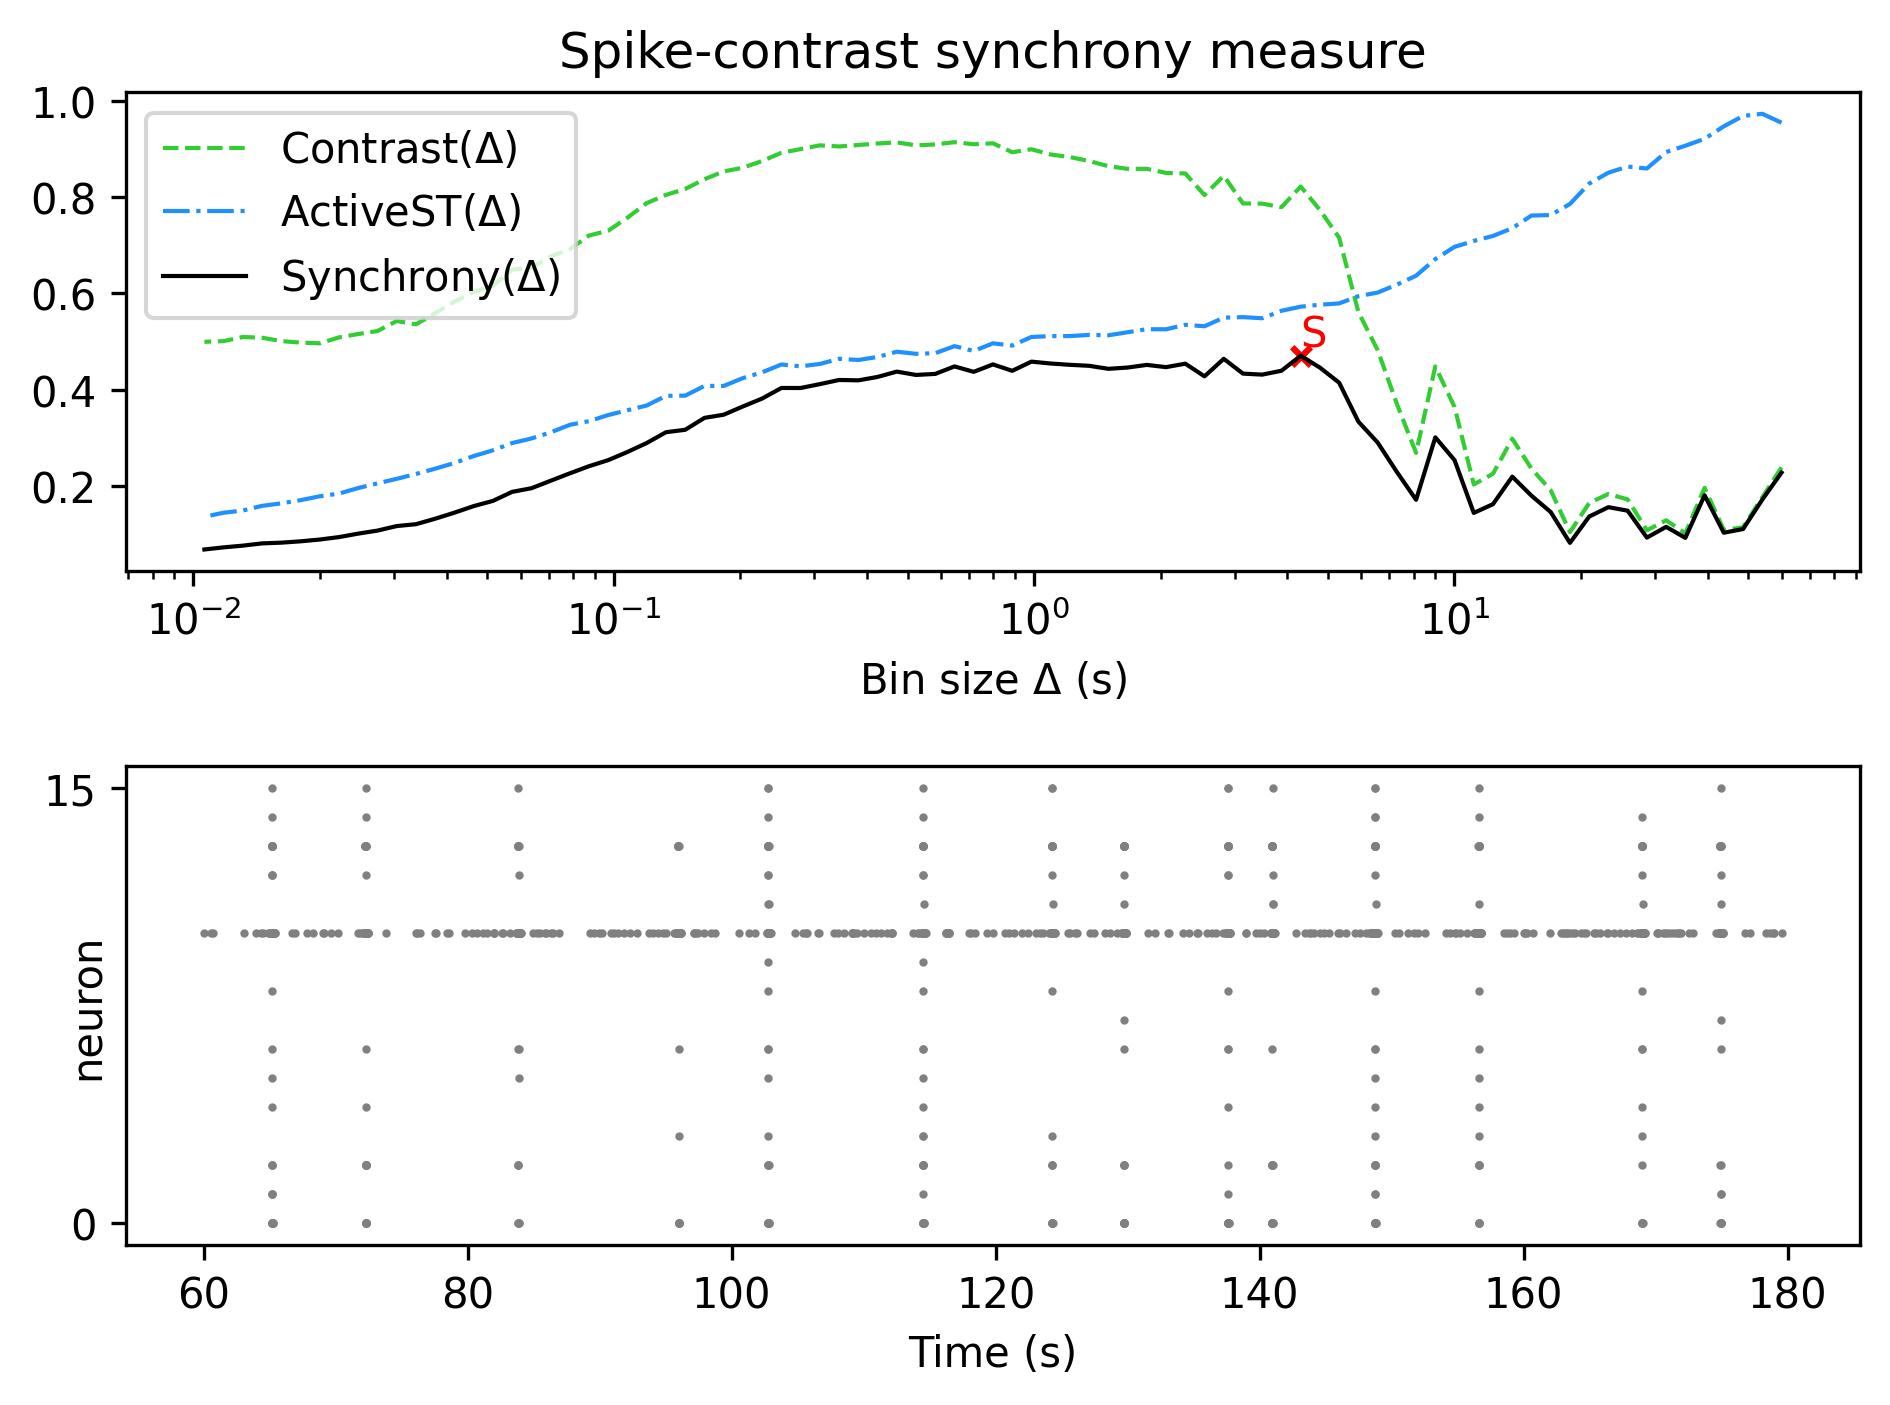 Spike-contrast synchrony measure
1.0
0.8
0.6
0.4
0.2
Contrast(Δ)
ActiveST(Δ)
Synchrony(Δ)
S
10⁻² 10⁻¹ 10⁰ 10¹
Bin size Δ (s)
15
0
neuron
60 80 100 120 140 160 180
Time (s)